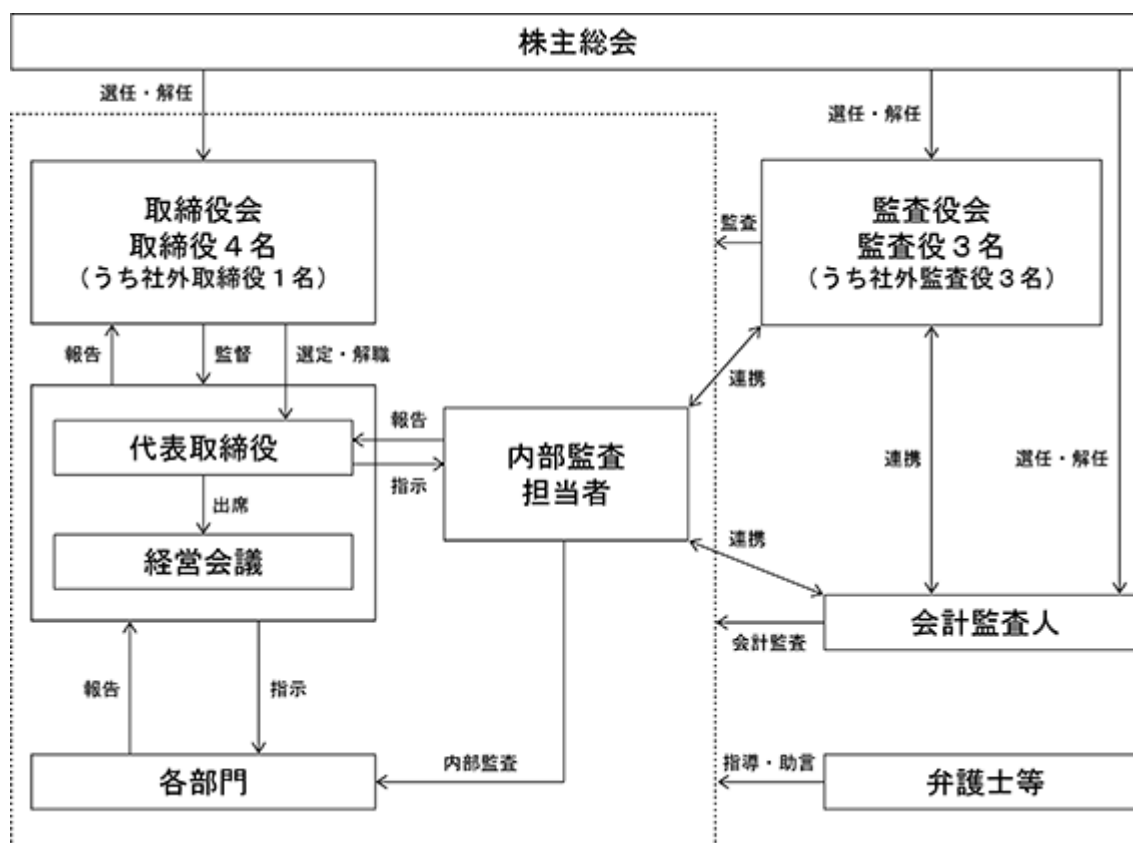 株主総会
選任・解任
選任・解任
取締役会
取締役４名
（うち社外取締役１名）
監査
監査役会
監査役３名
（うち社外監査役３名）
報告
監督
選定・解職
連携
代表取締役
報告
指示
内部監査
担当者
連携
選任・解任
出席
経営会議
連携
会計監査人
会計監査
報告
指示
各部門
内部監査
指導・助言
弁護士等